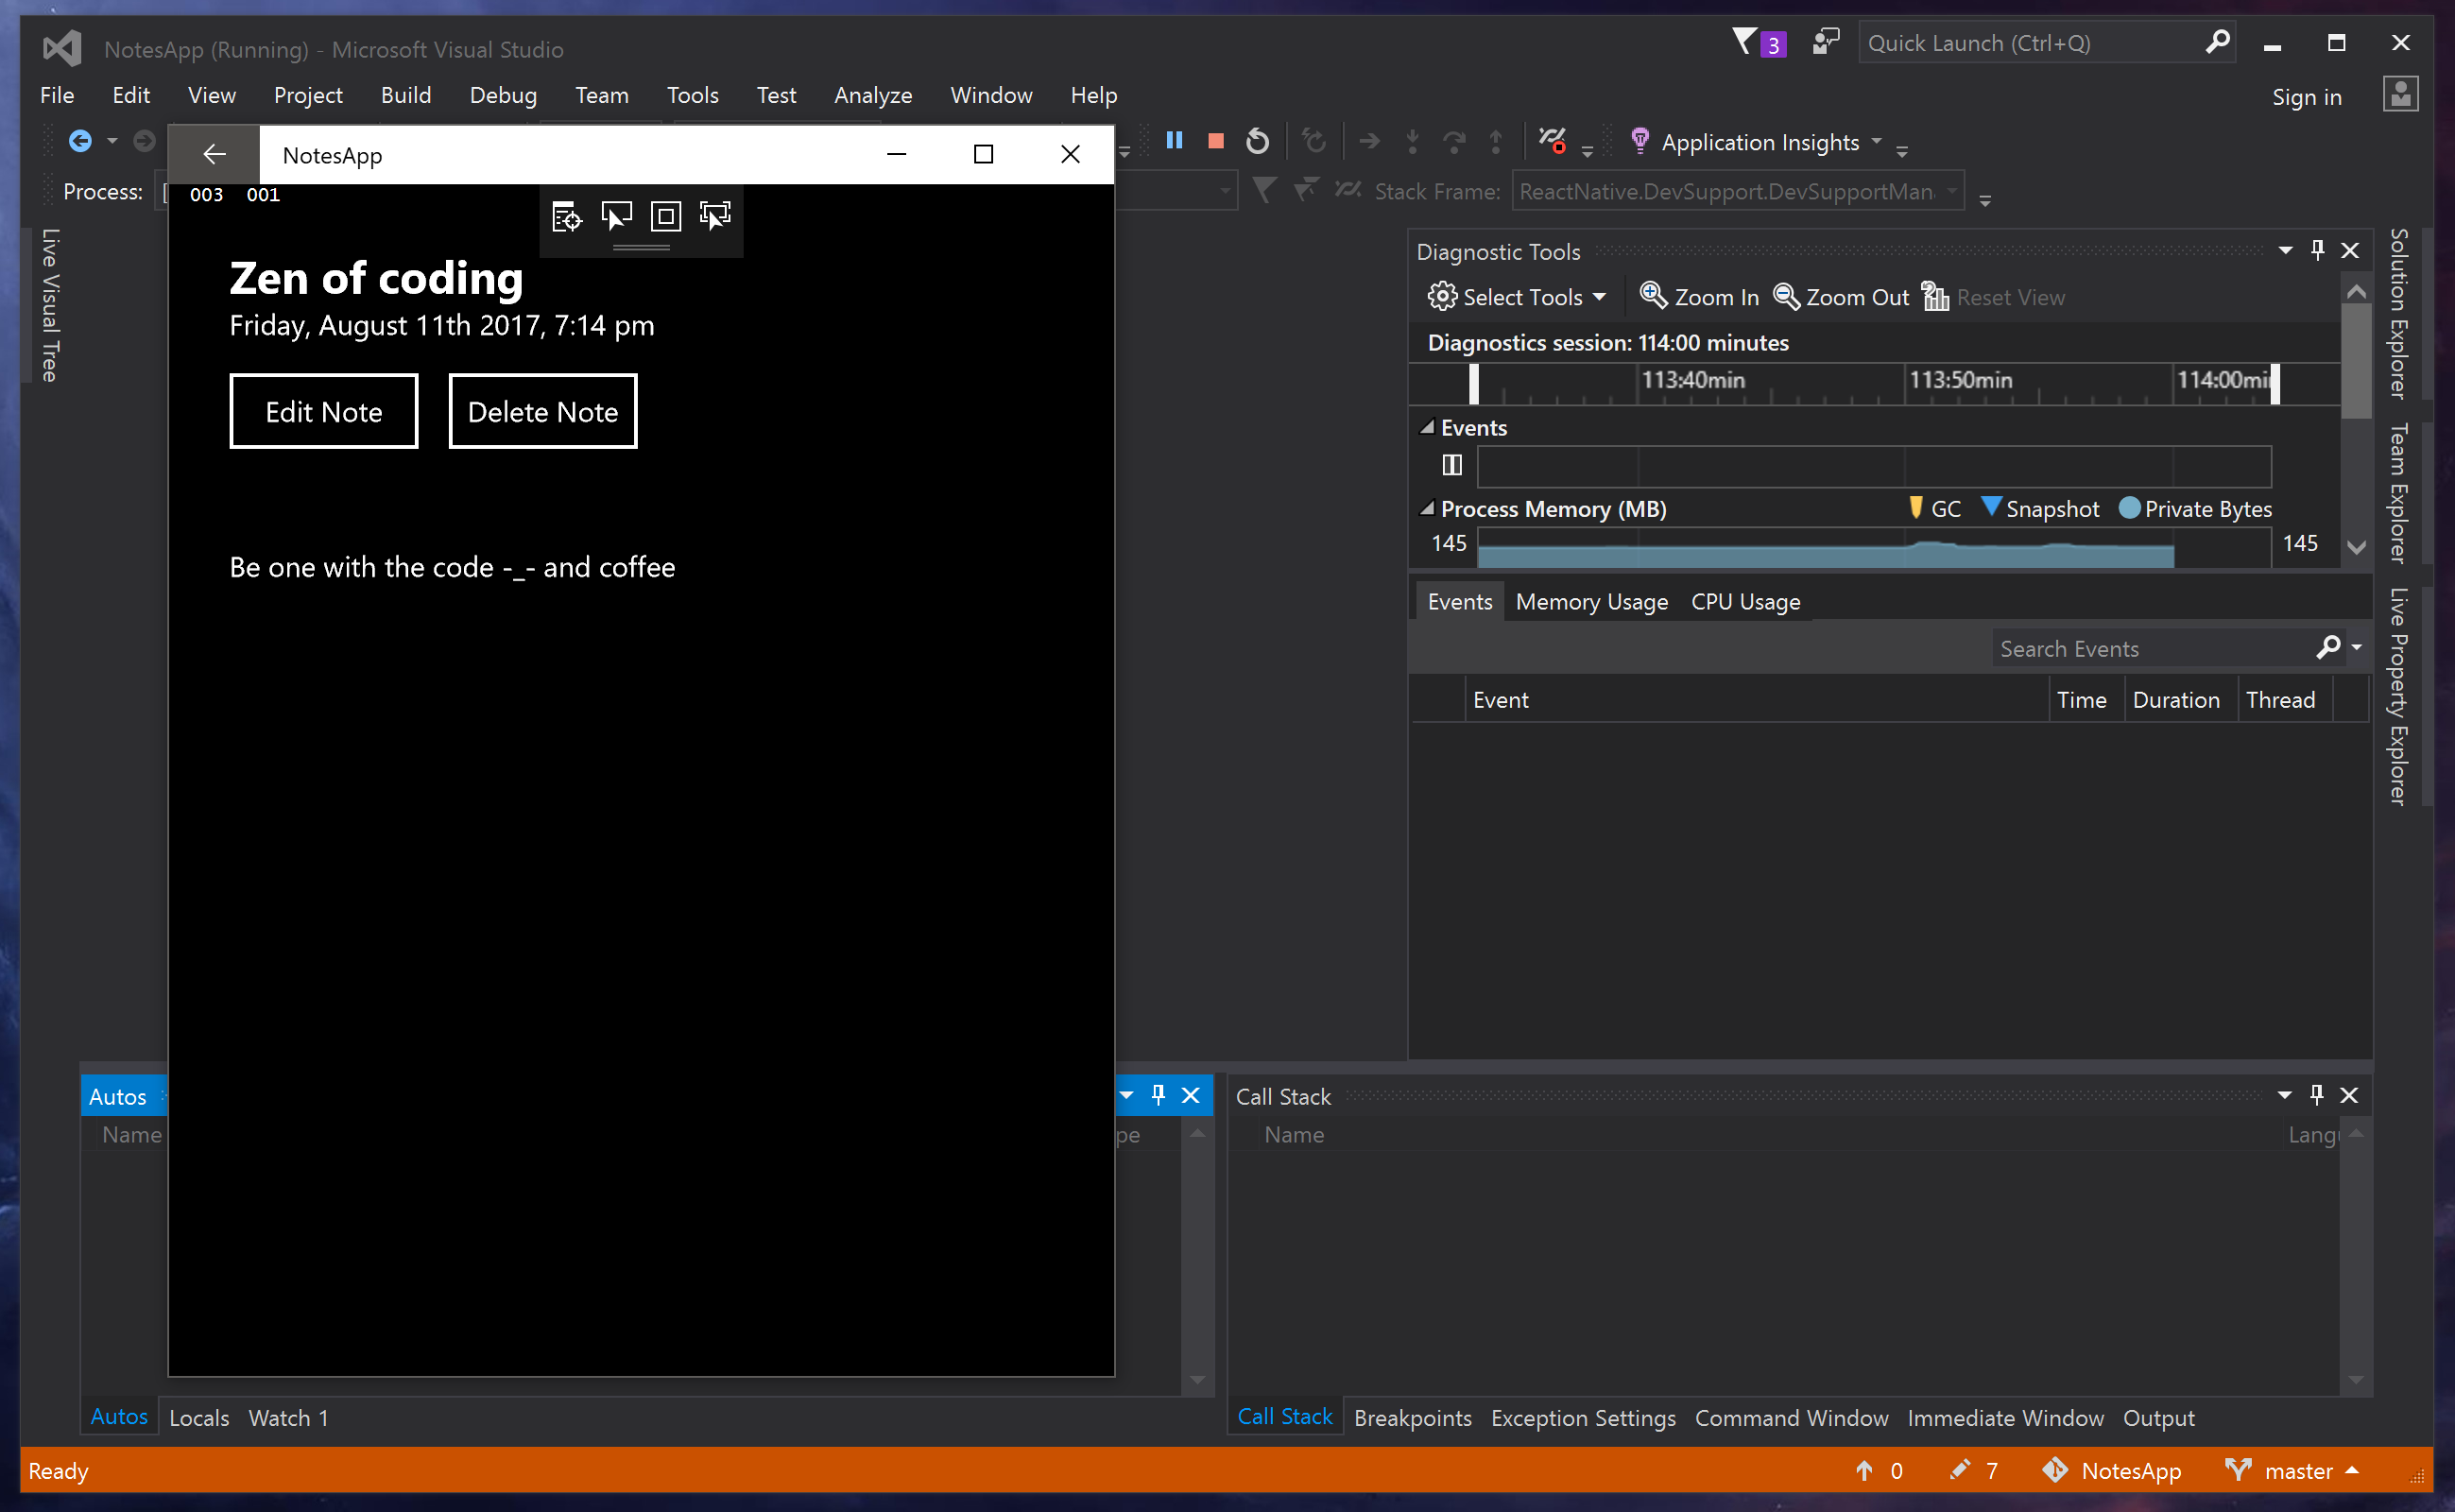 NotesApp (Running) - Microsoft Visual Studio
3
Quick Launch (Ctrl+Q)
File Edit View Project Build Debug Team Tools Test Analyze Window Help
Sign in
NotesApp
Application Insights
Process:
Stack Frame:
ReactNative.DevSupport.DevSupportMan
003 001
Live Visual Tree
Zen of coding
Friday, August 11th 2017, 7:14 pm
Edit Note
Delete Note
Be one with the code -_- and coffee
Diagnostic Tools
Select Tools Zoom In Zoom Out Reset View
Diagnostics session: 114:00 minutes
113:40min 113:50min 114:00mi
Events
Process Memory (MB) GC Snapshot Private Bytes
145 145
Events Memory Usage CPU Usage
Search Events
Event Time Duration Thread
Solution Explorer
Team Explorer
Live Property Explorer
Autos
Name pe
Call Stack
Name Langu
Autos Locals Watch 1
Call Stack Breakpoints Exception Settings Command Window Immediate Window Output
Ready
0 7 NotesApp master